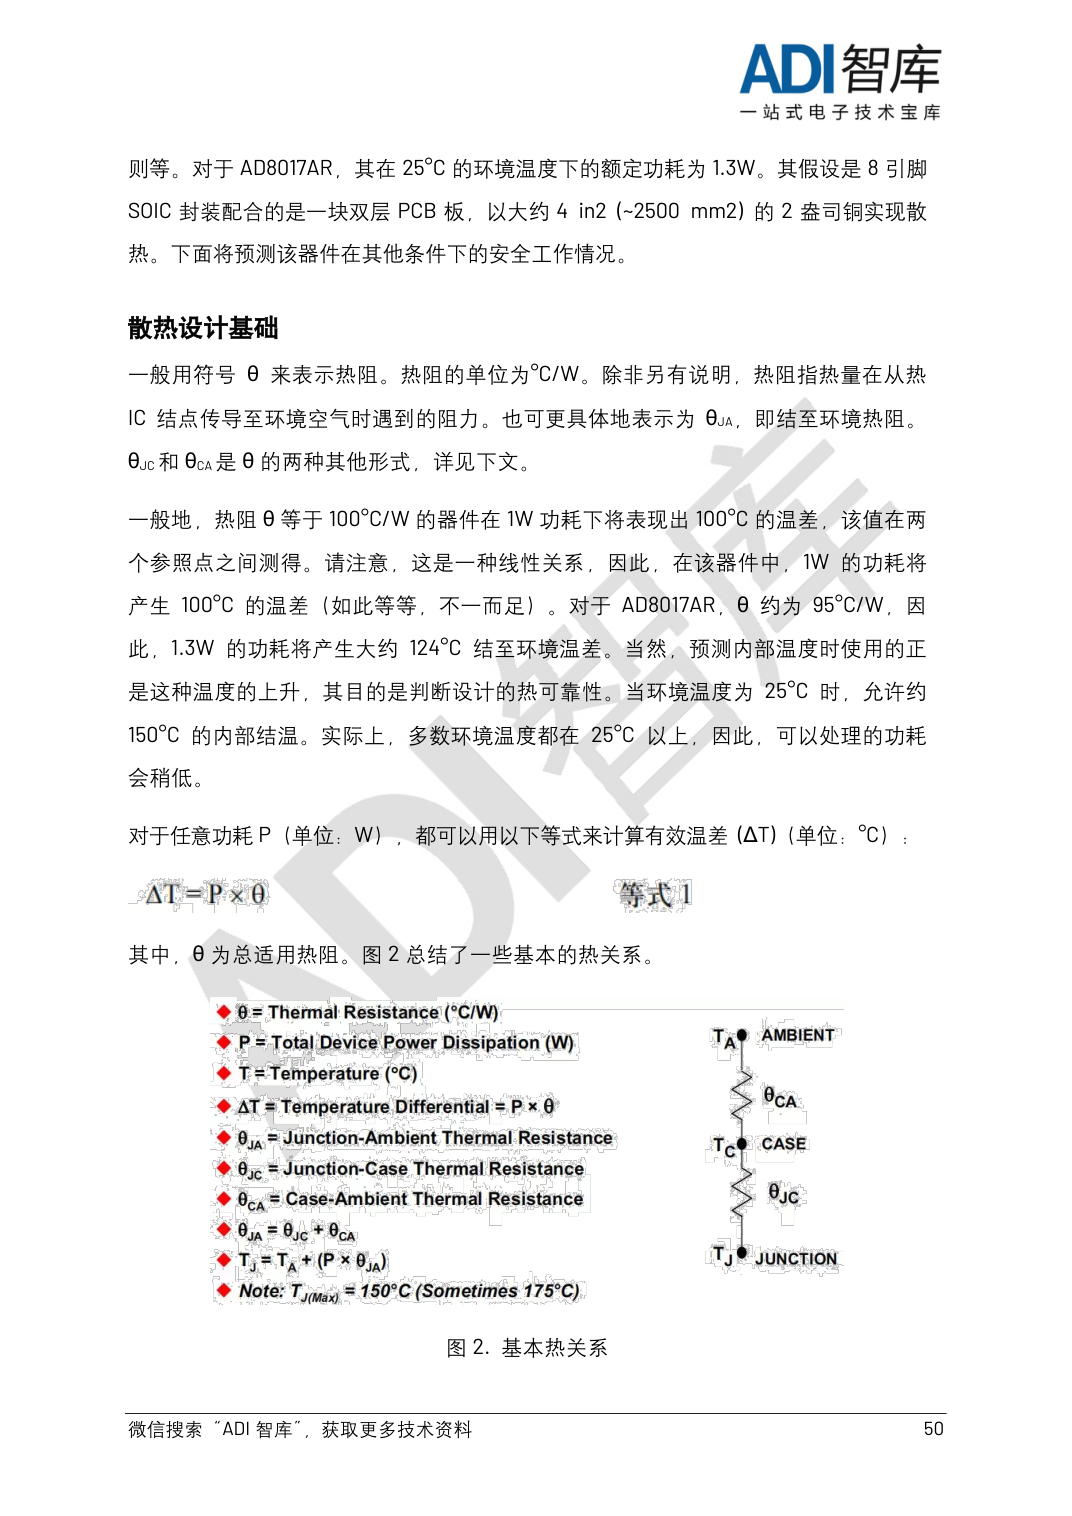 ADI智库
一站式电子技术宝库
则等。对于 AD8017AR，其在 25°C 的环境温度下的额定功耗为 1.3W。其假设是 8 引脚
SOIC 封装配合的是一块双层 PCB 板，以大约 4 in2 (~2500 mm2) 的 2 盎司铜实现散
热。下面将预测该器件在其他条件下的安全工作情况。
散热设计基础
一般用符号 θ 来表示热阻。热阻的单位为°C/W。除非另有说明，热阻指热量在从热
IC 结点传导至环境空气时遇到的阻力。也可更具体地表示为 θJA，即结至环境热阻。
θJC 和 θCA 是 θ 的两种其他形式，详见下文。
一般地，热阻 θ 等于 100°C/W 的器件在 1W 功耗下将表现出 100°C 的温差，该值在两
个参照点之间测得。请注意，这是一种线性关系，因此，在该器件中，1W 的功耗将
产生 100°C 的温差（如此等等，不一而足）。对于 AD8017AR，θ 约为 95°C/W，因
此，1.3W 的功耗将产生大约 124°C 结至环境温差。当然，预测内部温度时使用的正
是这种温度的上升，其目的是判断设计的热可靠性。当环境温度为 25°C 时，允许约
150°C 的内部结温。实际上，多数环境温度都在 25°C 以上，因此，可以处理的功耗
会稍低。
对于任意功耗 P（单位：W），都可以用以下等式来计算有效温差 (ΔT)（单位：°C）：
ΔT = P × θ 等式 1
其中，θ 为总适用热阻。图 2 总结了一些基本的热关系。
◆ θ = Thermal Resistance (°C/W)
◆ P = Total Device Power Dissipation (W)
◆ T = Temperature (°C)
◆ ΔT = Temperature Differential = P × θ
◆ θJA = Junction-Ambient Thermal Resistance
◆ θJC = Junction-Case Thermal Resistance
◆ θCA = Case-Ambient Thermal Resistance
◆ θJA = θJC + θCA
◆ TJ = TA + (P × θJA)
◆ Note: TJ(Max) = 150°C (Sometimes 175°C)
TA AMBIENT
θCA
TC CASE
θJC
TJ JUNCTION
图 2. 基本热关系
微信搜索“ADI 智库”，获取更多技术资料 50
ADI智库